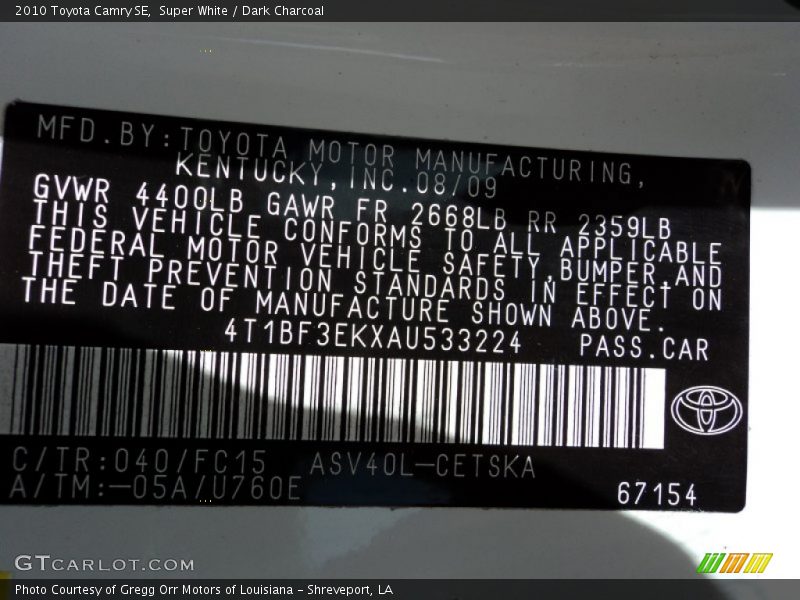 2010 Toyota Camry SE,  Super White / Dark Charcoal
MFD.BY:TOYOTA MOTOR MANUFACTURING,
KENTUCKY,INC.08/09
GVWR 4400LB GAWR FR 2668LB RR 2359LB
THIS VEHICLE CONFORMS TO ALL APPLICABLE
FEDERAL MOTOR VEHICLE SAFETY,BUMPER,AND
THEFT PREVENTION STANDARDS IN EFFECT ON
THE DATE OF MANUFACTURE SHOWN ABOVE.
4T1BF3EKXAU533224 PASS.CAR
C/TR:040/FC15 ASV40L-CETSKA
A/TM:-05A/U760E
67154
GTCARLOT.COM
Photo Courtesy of Gregg Orr Motors of Louisiana - Shreveport, LA